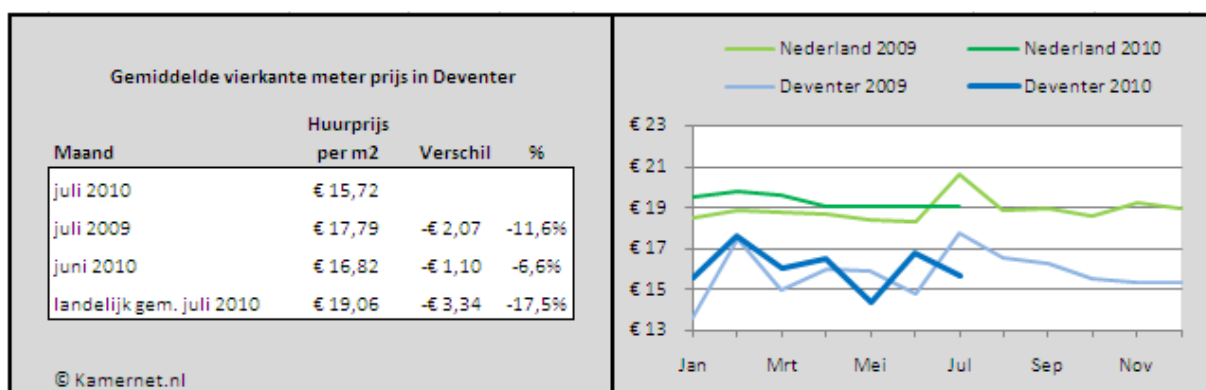 Gemiddelde vierkante meter prijs in Deventer
Huurprijs
Maand per m2 Verschil %
juli 2010 € 15,72
juli 2009 € 17,79 -€ 2,07 -11,6%
juni 2010 € 16,82 -€ 1,10 -6,6%
landelijk gem. juli 2010 € 19,06 -€ 3,34 -17,5%
© Kamernet.nl
Nederland 2009 Nederland 2010
Deventer 2009 Deventer 2010
€ 23
€ 21
€ 19
€ 17
€ 15
€ 13
Jan Mrt Mei Jul Sep Nov